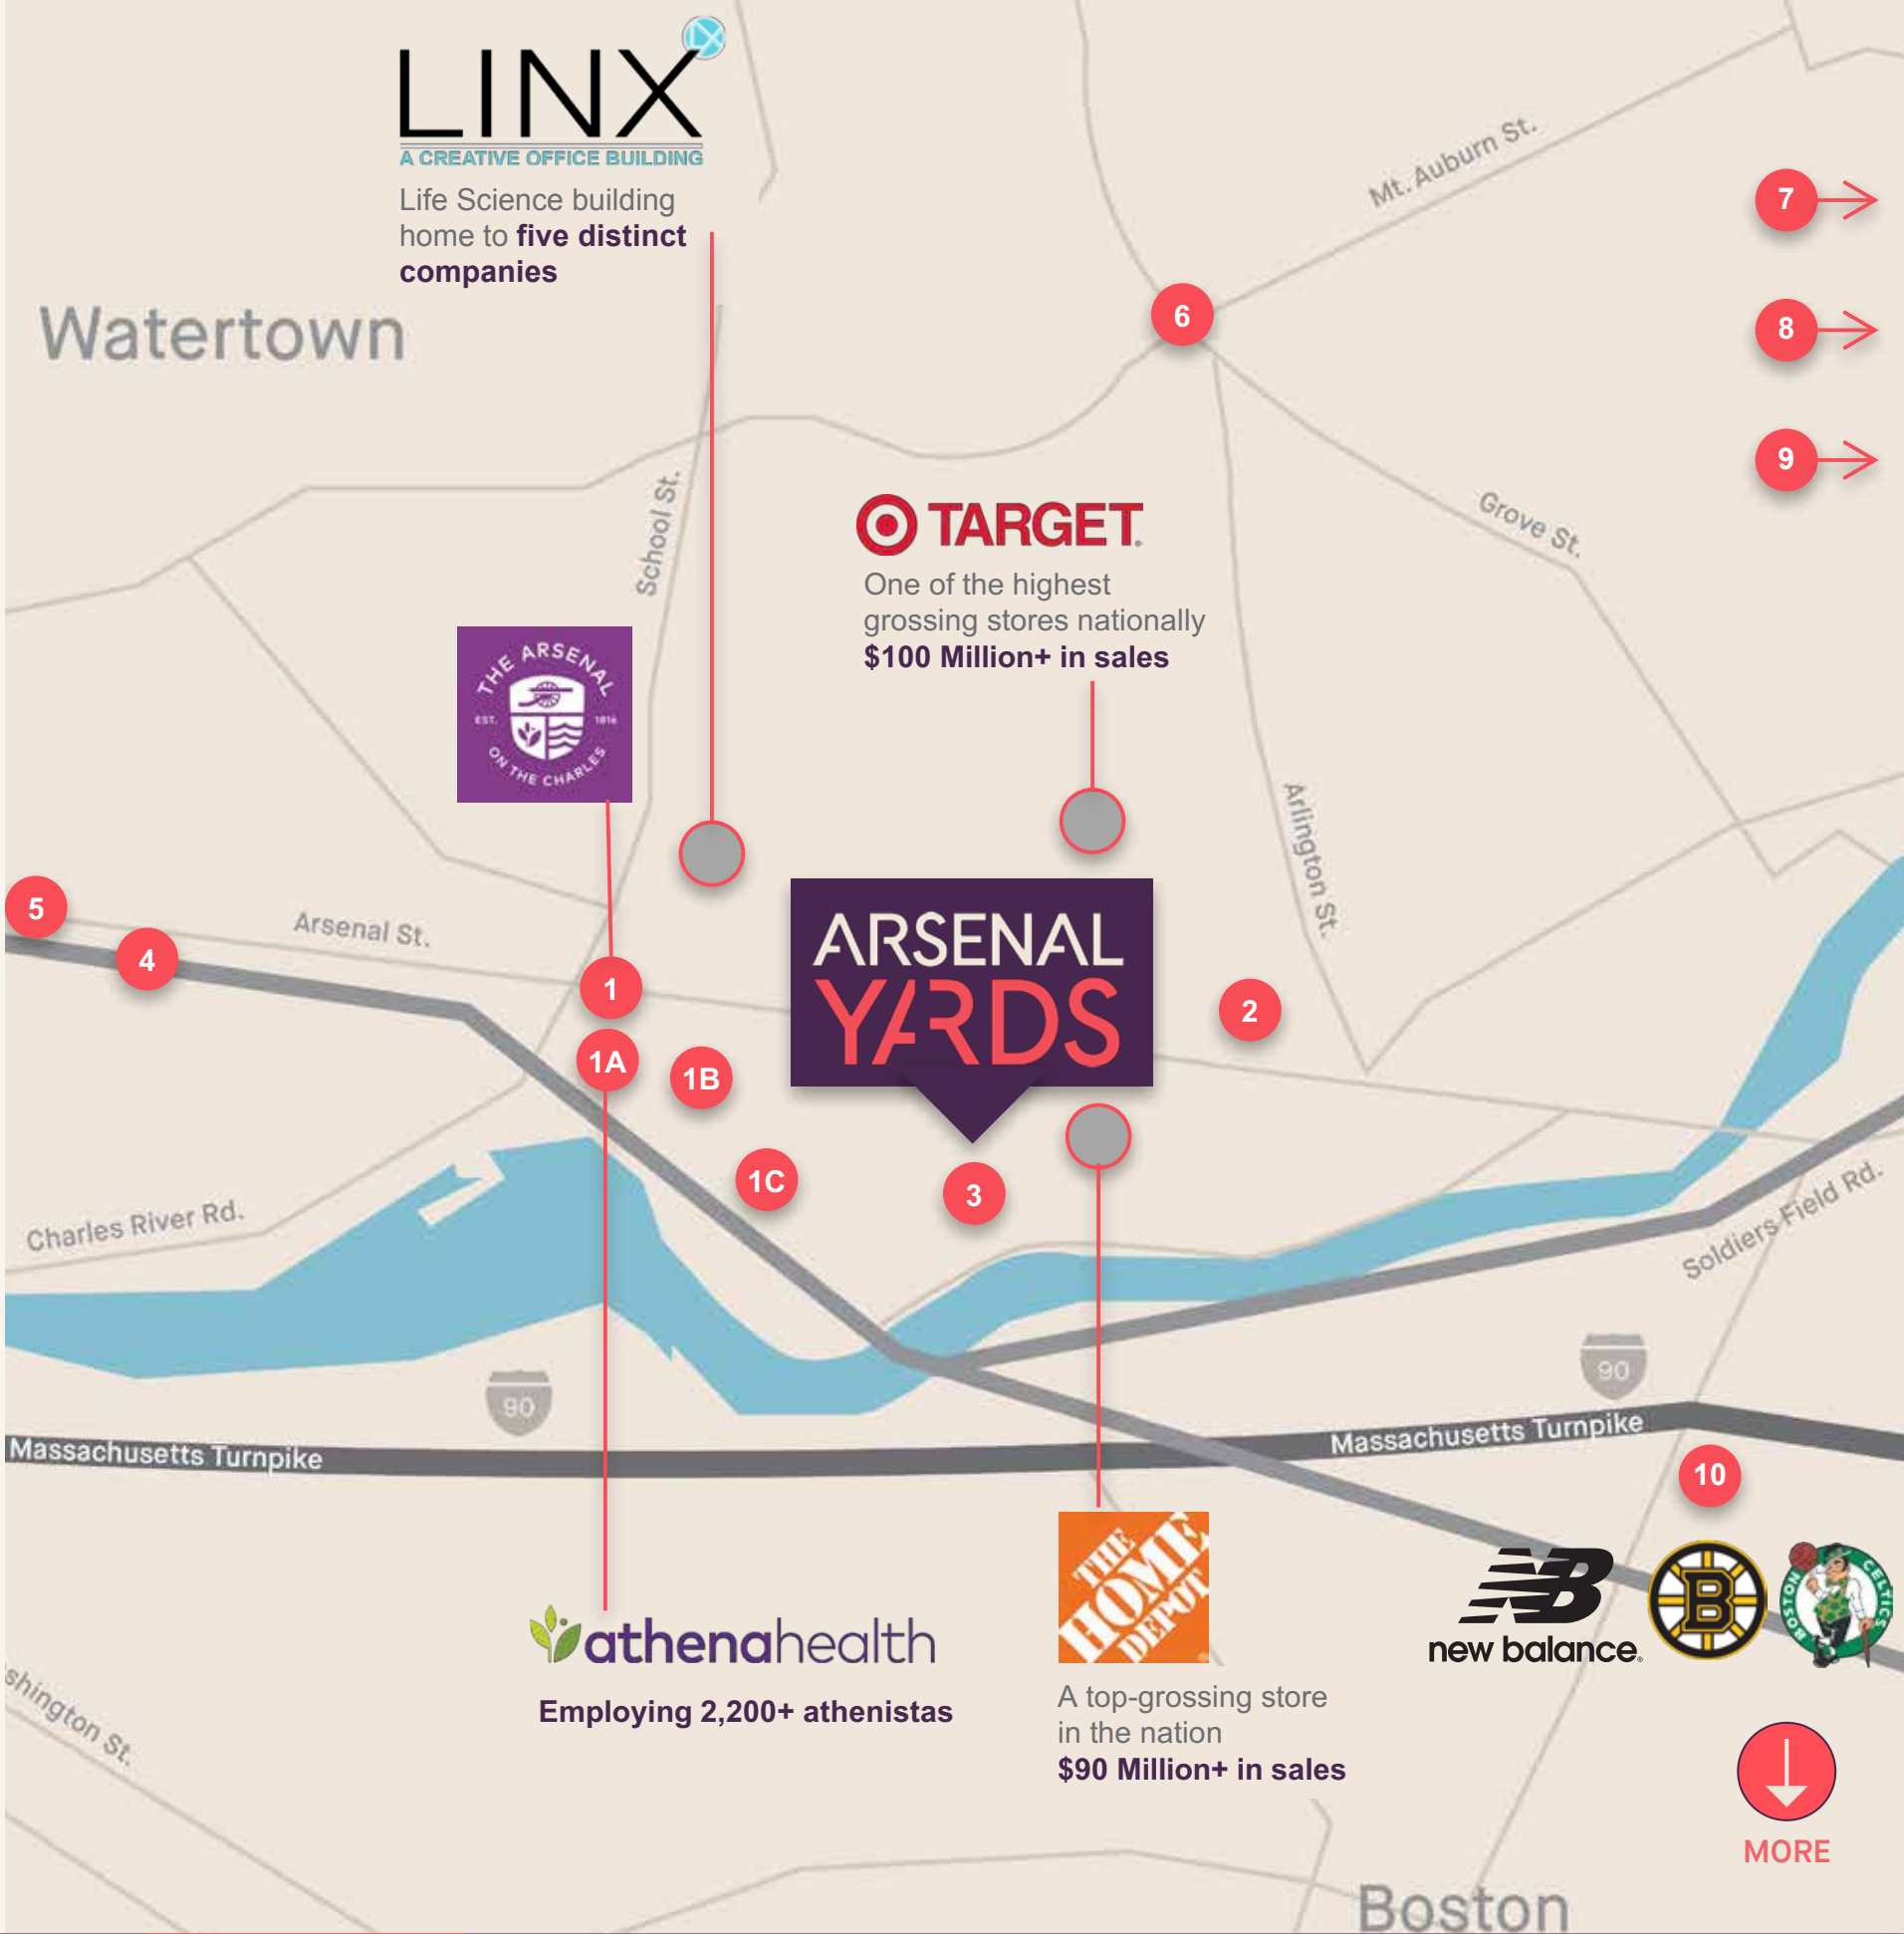 LINX
A CREATIVE OFFICE BUILDING
Life Science building
home to five distinct
companies
Mt. Auburn St.
7
8
9
6
Watertown
School St.
TARGET
One of the highest
grossing stores nationally
$100 Million+ in sales
Grove St.
THE ARSENAL
EST. 1816
ON THE CHARLES
Arlington St.
5
4
Arsenal St.
1
1A
1B
1C
ARSENAL
YARDS
2
3
Charles River Rd.
Soldiers Field Rd.
90
90
Massachusetts Turnpike
Massachusetts Turnpike
10
athenahealth
Employing 2,200+ athenistas
THE
HOME
DEPOT
A top-grossing store
in the nation
$90 Million+ in sales
new balance
B
BOSTON CELTICS
shington St.
MORE
Boston